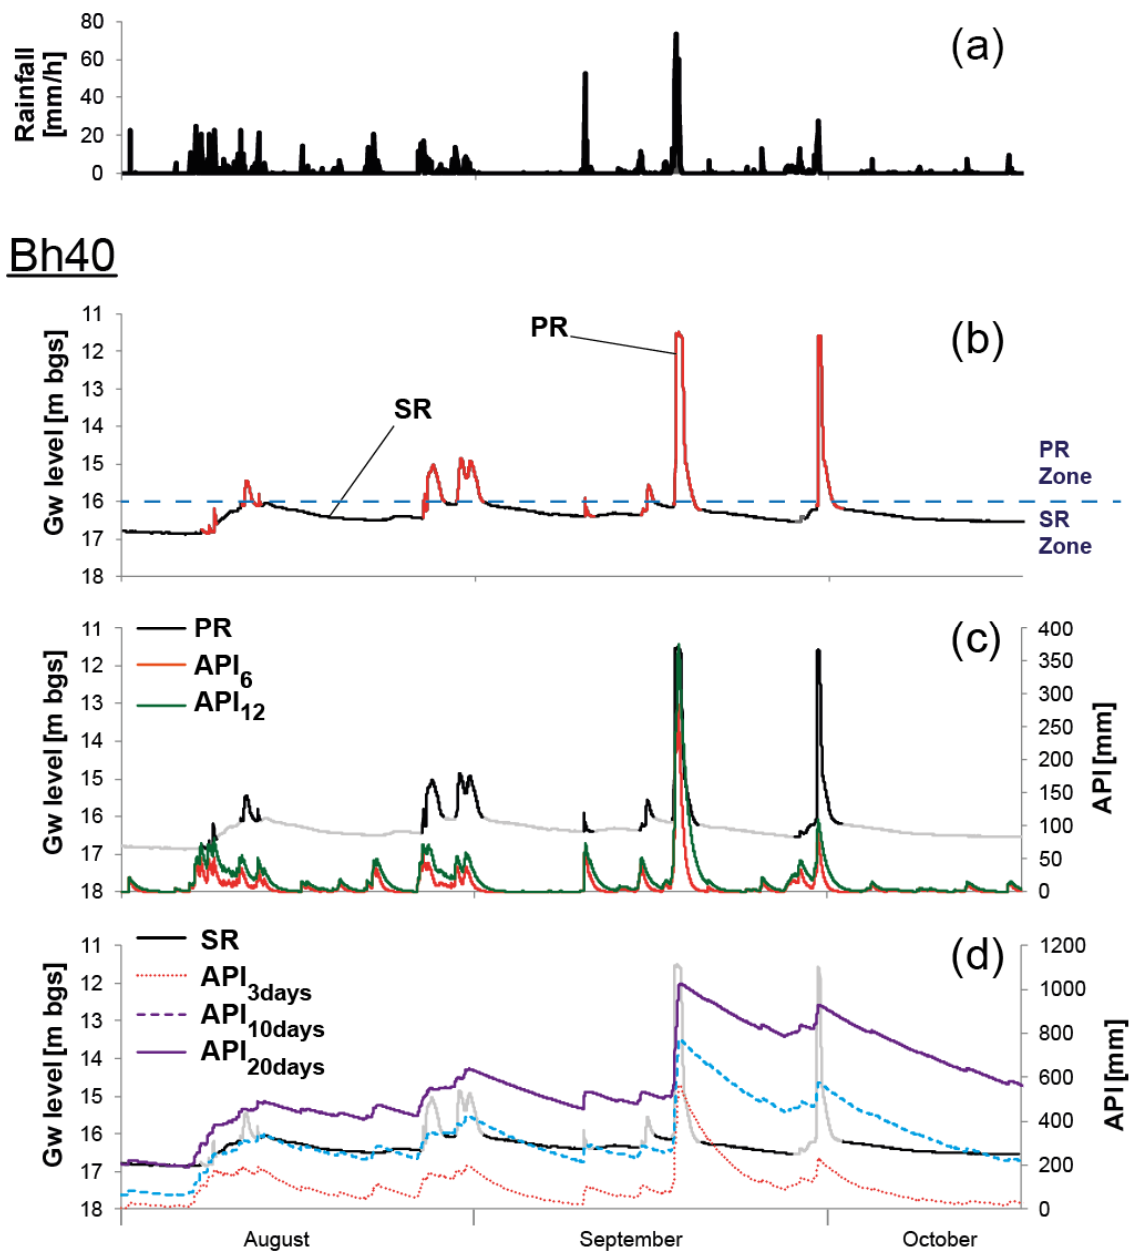 (a)
Rainfall
[mm/h]
80
60
40
20
0
Bh40
(b)
Gw level [m bgs]
11
12
13
14
15
16
17
18
PR
SR
PR
Zone
SR
Zone
(c)
Gw level [m bgs]
11
12
13
14
15
16
17
18
PR
API6
API12
400
350
300
250
200
150
100
50
0
API [mm]
(d)
Gw level [m bgs]
11
12
13
14
15
16
17
18
SR
API3days
API10days
API20days
1200
1000
800
600
400
200
0
API [mm]
August
September
October